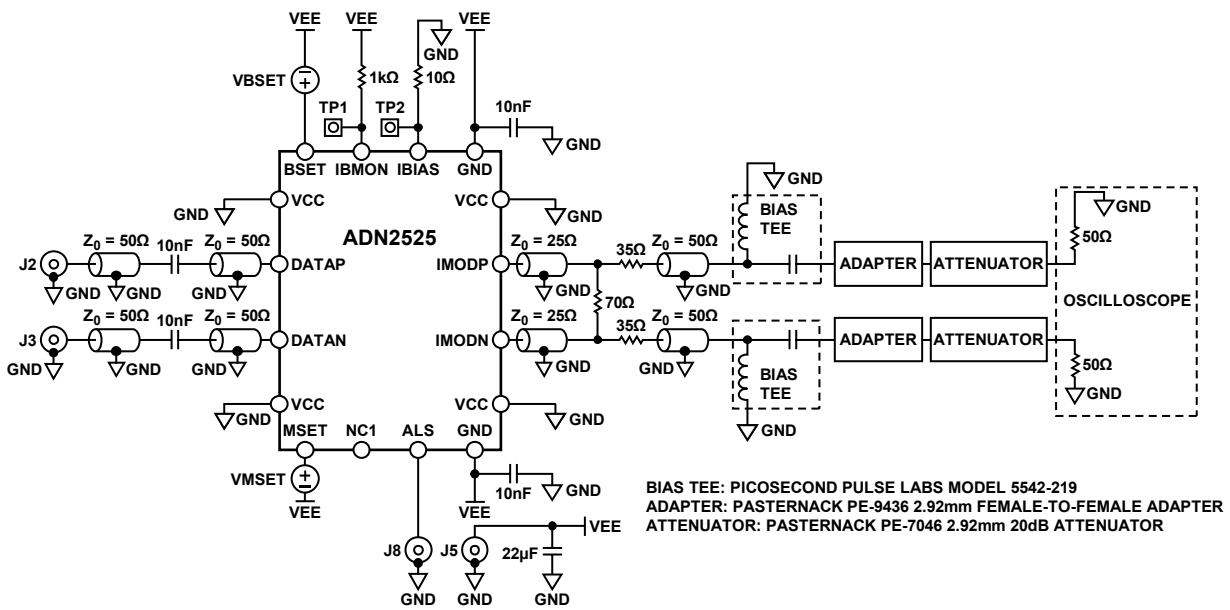 VEE VEE VEE
GND
VBSET
1kΩ
10Ω
10nF
TP1
TP2
GND
BSET IBMON IBIAS GND
VCC VCC
GND GND
ADN2525
GND
BIAS
TEE
GND
50Ω
Z0 = 50Ω 10nF Z0 = 50Ω
J2
DATAP
GND GND GND
Z0 = 25Ω 35Ω Z0 = 50Ω
IMODP
GND GND
ADAPTER ATTENUATOR
OSCILLOSCOPE
70Ω
Z0 = 50Ω 10nF Z0 = 50Ω
J3
DATAN
GND GND GND
Z0 = 25Ω 35Ω Z0 = 50Ω
IMODN
GND GND
ADAPTER ATTENUATOR
50Ω
GND
BIAS
TEE
GND
VCC VCC
GND GND
MSET NC1 ALS GND
VMSET
VEE
VEE
10nF
GND
VEE
J8
J5
22µF
GND GND GND
BIAS TEE: PICOSECOND PULSE LABS MODEL 5542-219
ADAPTER: PASTERNACK PE-9436 2.92mm FEMALE-TO-FEMALE ADAPTER
ATTENUATOR: PASTERNACK PE-7046 2.92mm 20dB ATTENUATOR